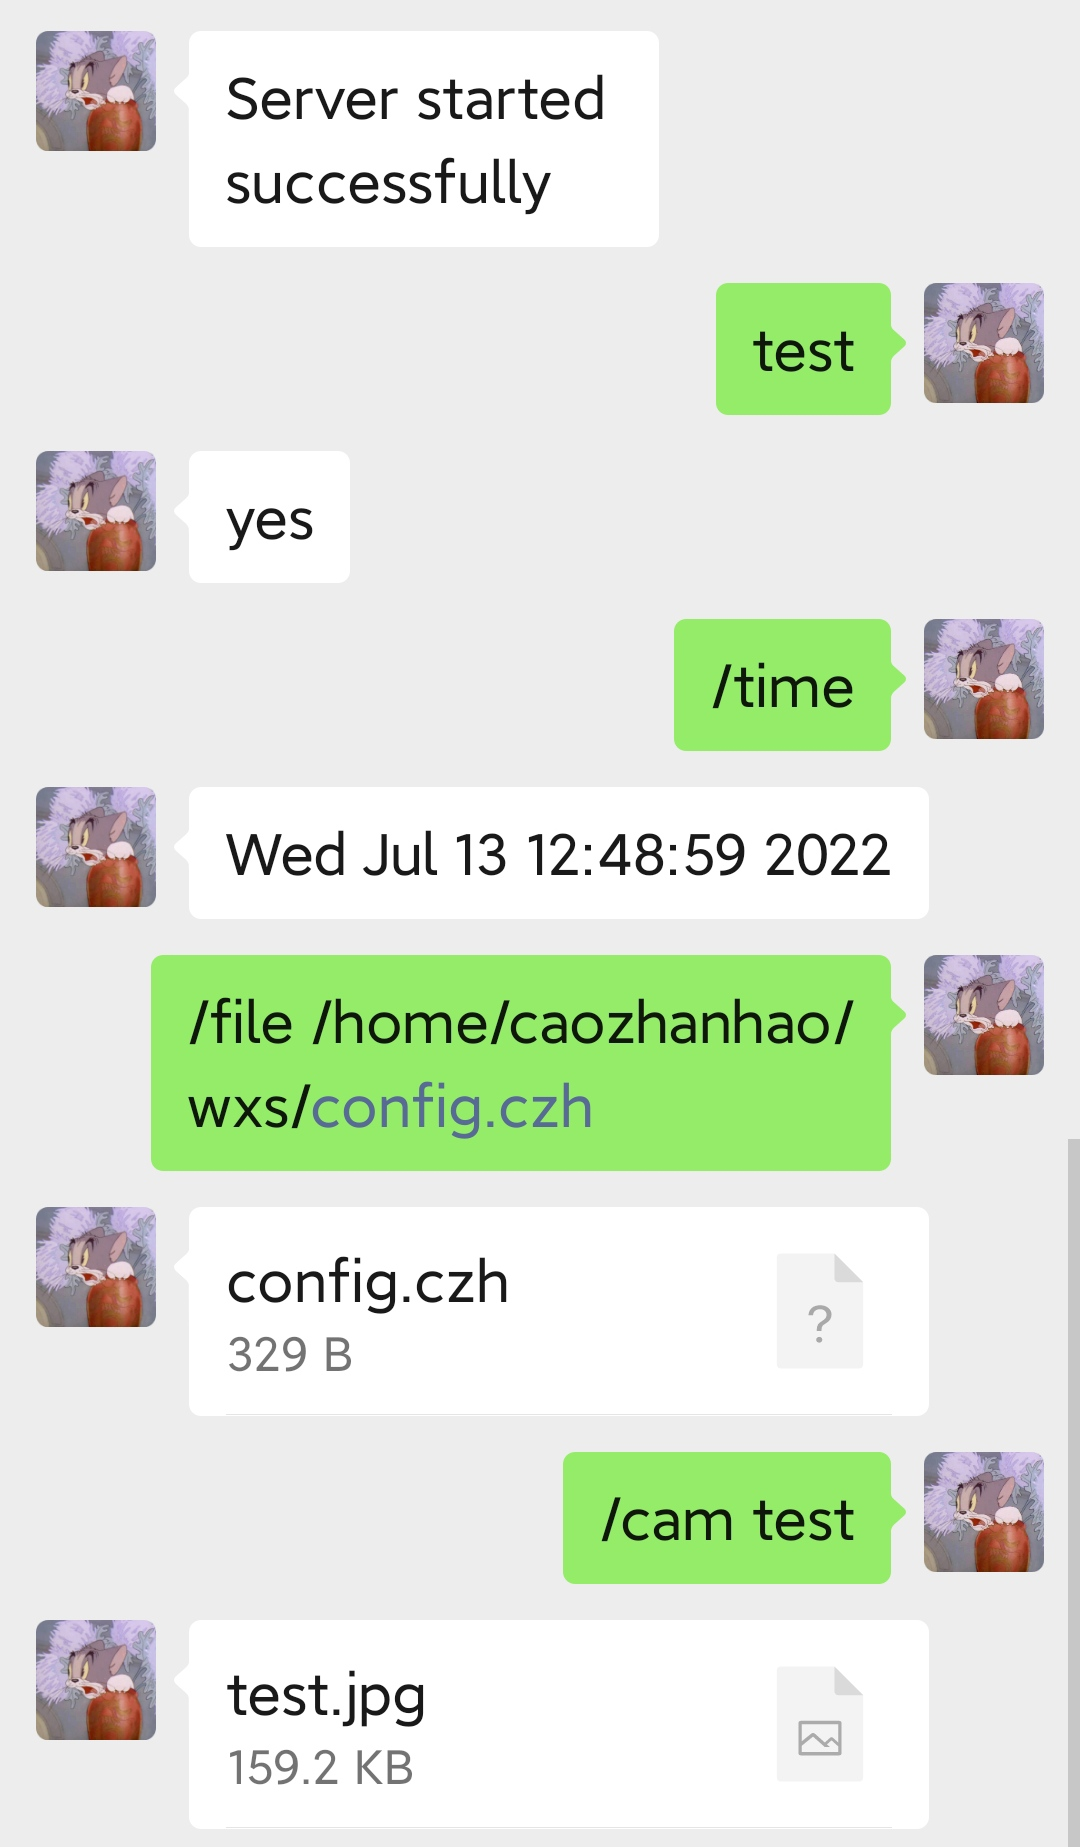 Server started
successfully
test
yes
/time
Wed Jul 13 12:48:59 2022
/file /home/caozhanhao/
wxs/config.czh
config.czh
329 B
?
/cam test
test.jpg
159.2 KB